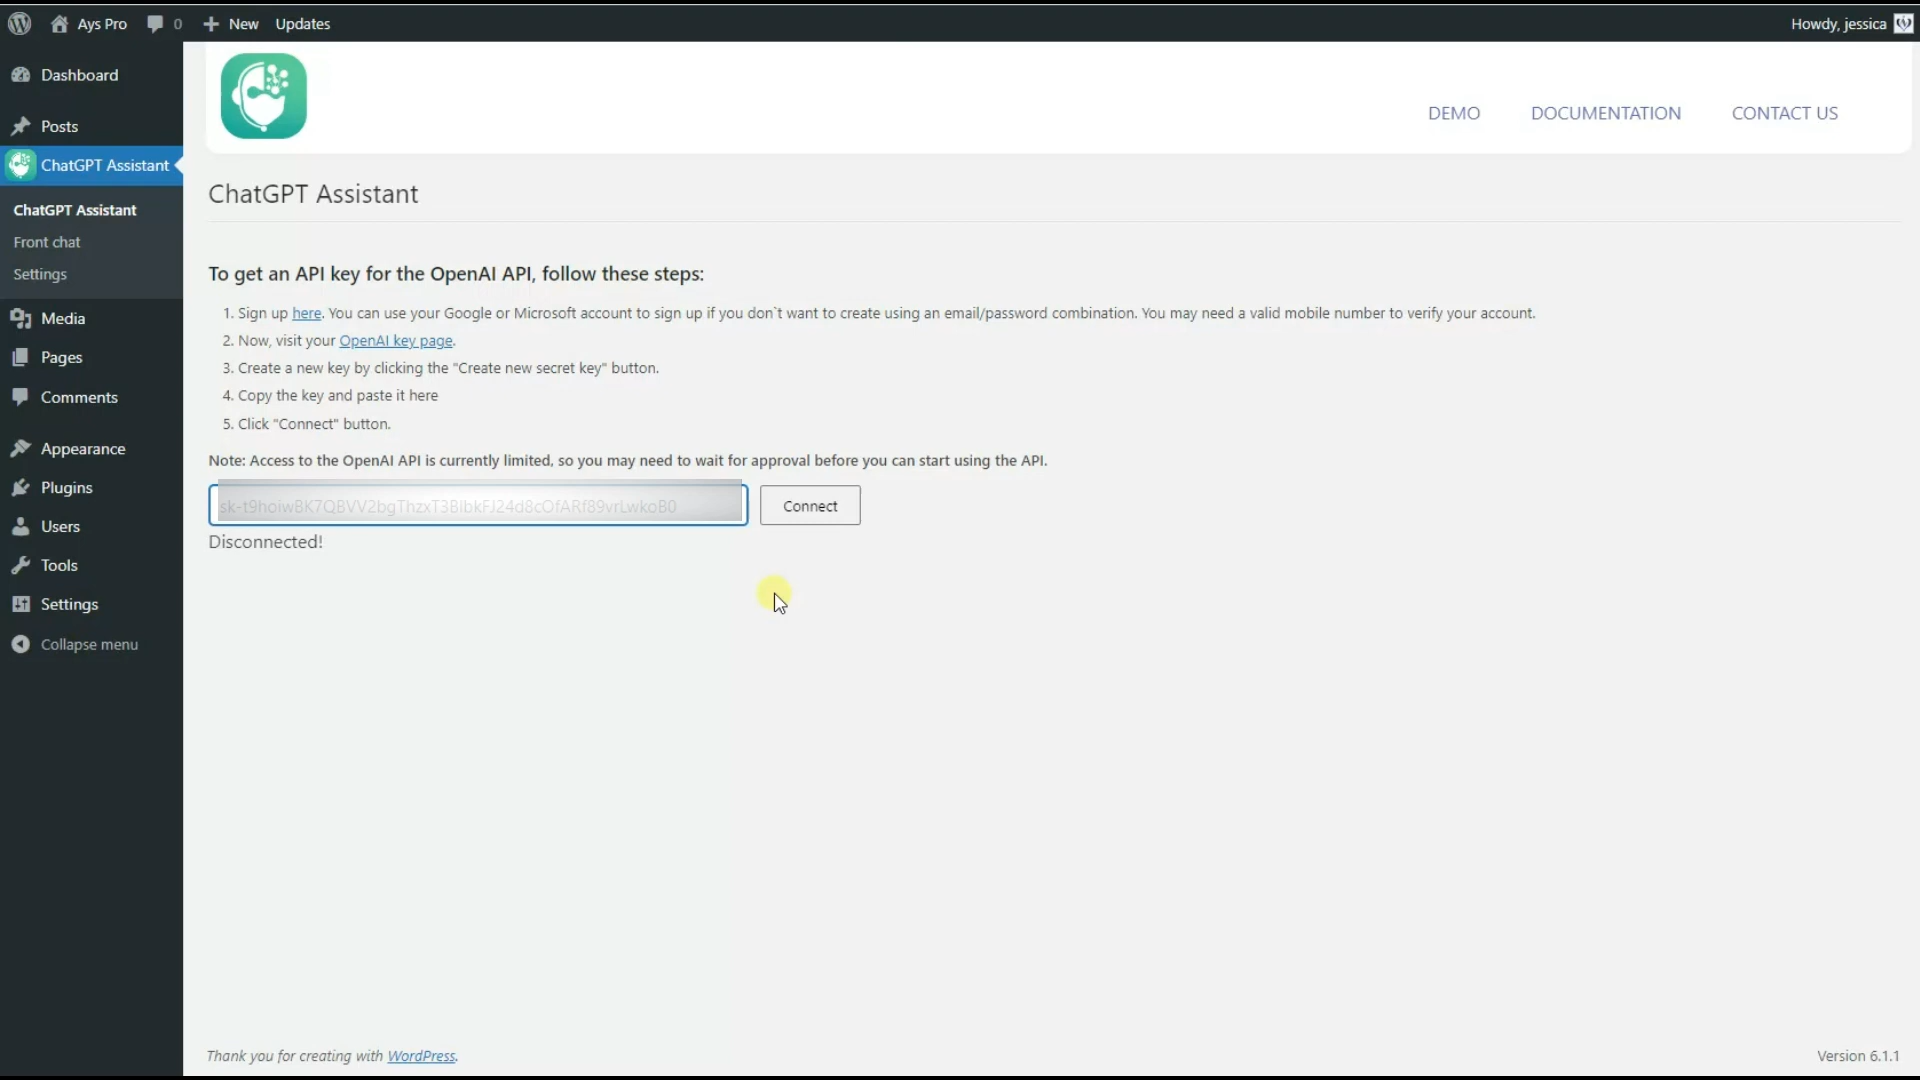 Ays Pro
0
New
Updates
Howdy, jessica
Dashboard
Posts
ChatGPT Assistant
ChatGPT Assistant
Front chat
Settings
Media
Pages
Comments
Appearance
Plugins
Users
Tools
Settings
Collapse menu
DEMO
DOCUMENTATION
CONTACT US
ChatGPT Assistant
To get an API key for the OpenAI API, follow these steps:
1. Sign up here. You can use your Google or Microsoft account to sign up if you don`t want to create using an email/password combination. You may need a valid mobile number to verify your account.
2. Now, visit your OpenAI key page.
3. Create a new key by clicking the "Create new secret key" button.
4. Copy the key and paste it here
5. Click "Connect" button.
Note: Access to the OpenAI API is currently limited, so you may need to wait for approval before you can start using the API.
Connect
Disconnected!
Thank you for creating with WordPress.
Version 6.1.1